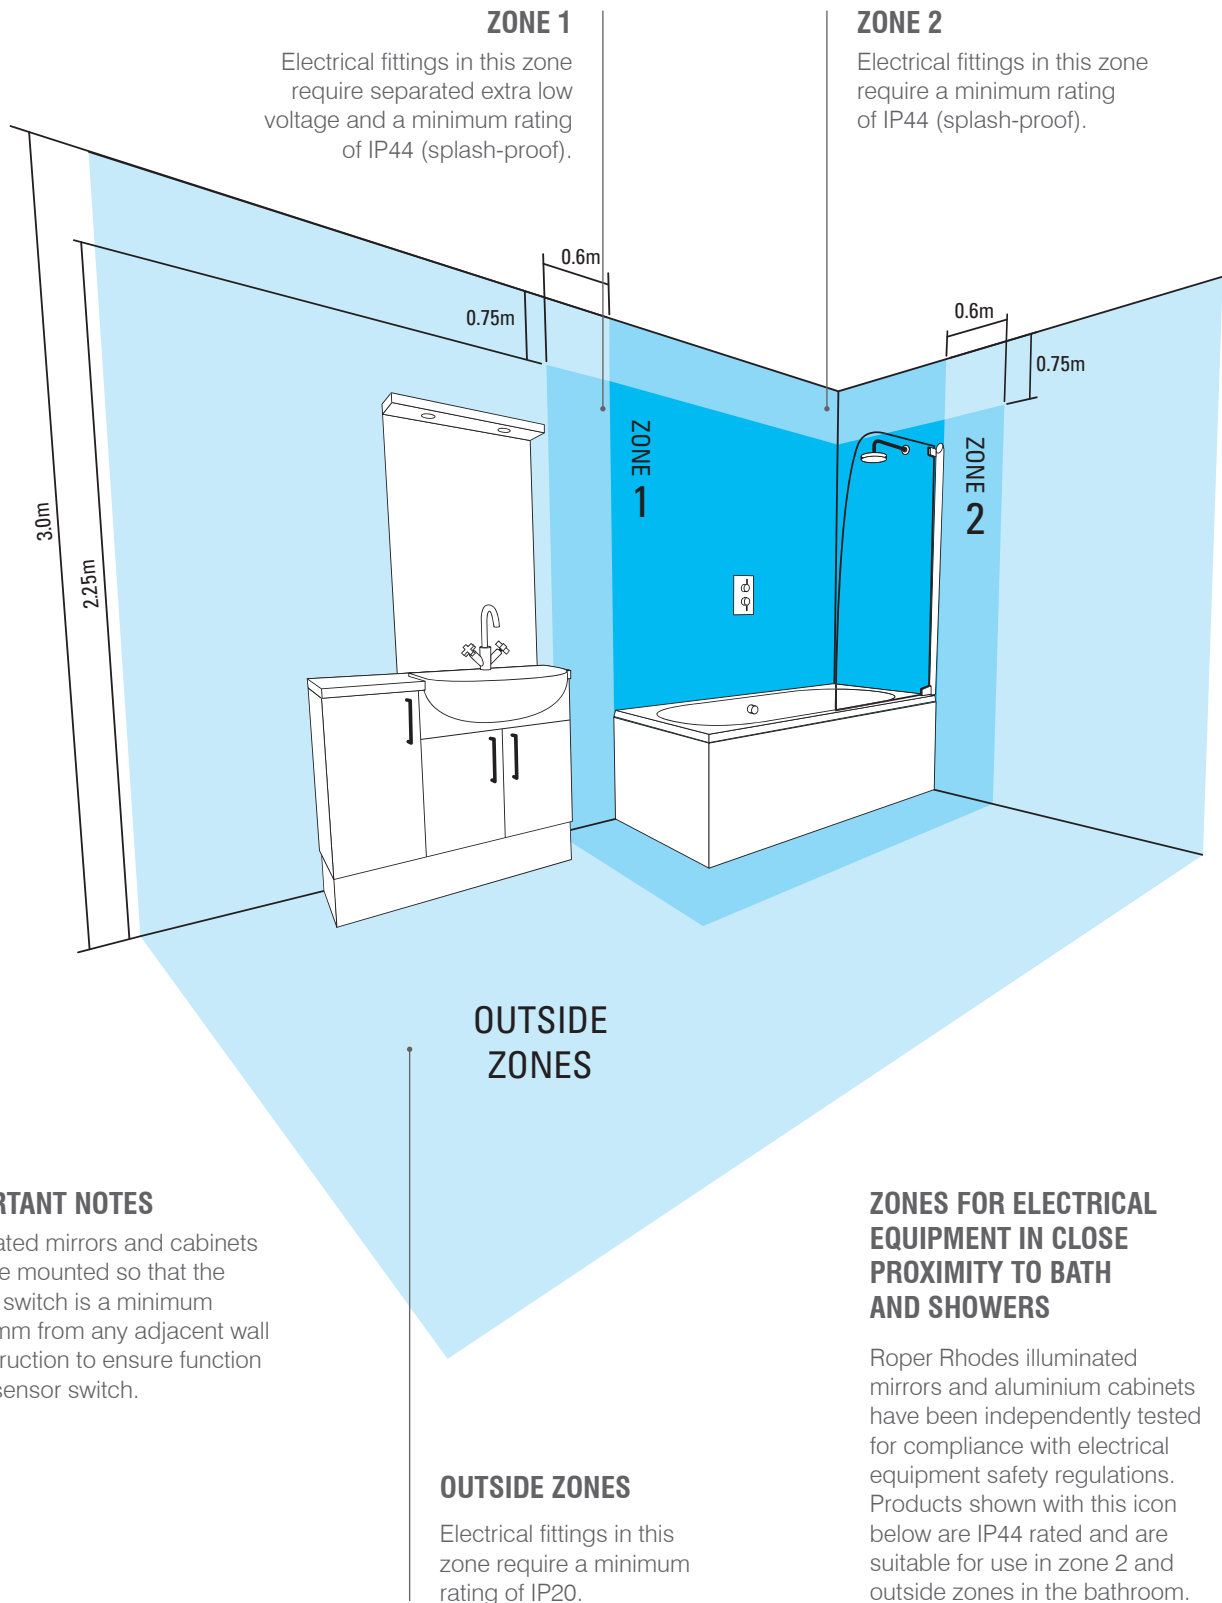 ZONE 1
Electrical fittings in this zone
require separated extra low
voltage and a minimum rating
of IP44 (splash-proof).
ZONE 2
Electrical fittings in this zone
require a minimum rating
of IP44 (splash-proof).
0.6m
0.75m
0.6m
0.75m
3.0m
2.25m
ZONE
1
ZONE
2
OUTSIDE
ZONES
NOTES
mirrors and cabinets
mounted so that the
switch is a minimum
mm from any adjacent wall
to ensure function
sensor switch.
OUTSIDE ZONES
Electrical fittings in this
zone require a minimum
rating of IP20.
ZONES FOR ELECTRICAL
EQUIPMENT IN CLOSE
PROXIMITY TO BATH
AND SHOWERS
Roper Rhodes illuminated
mirrors and aluminium cabinets
have been independently tested
for compliance with electrical
equipment safety regulations.
Products shown with this icon
below are IP44 rated and are
suitable for use in zone 2 and
outside zones in the bathroom.